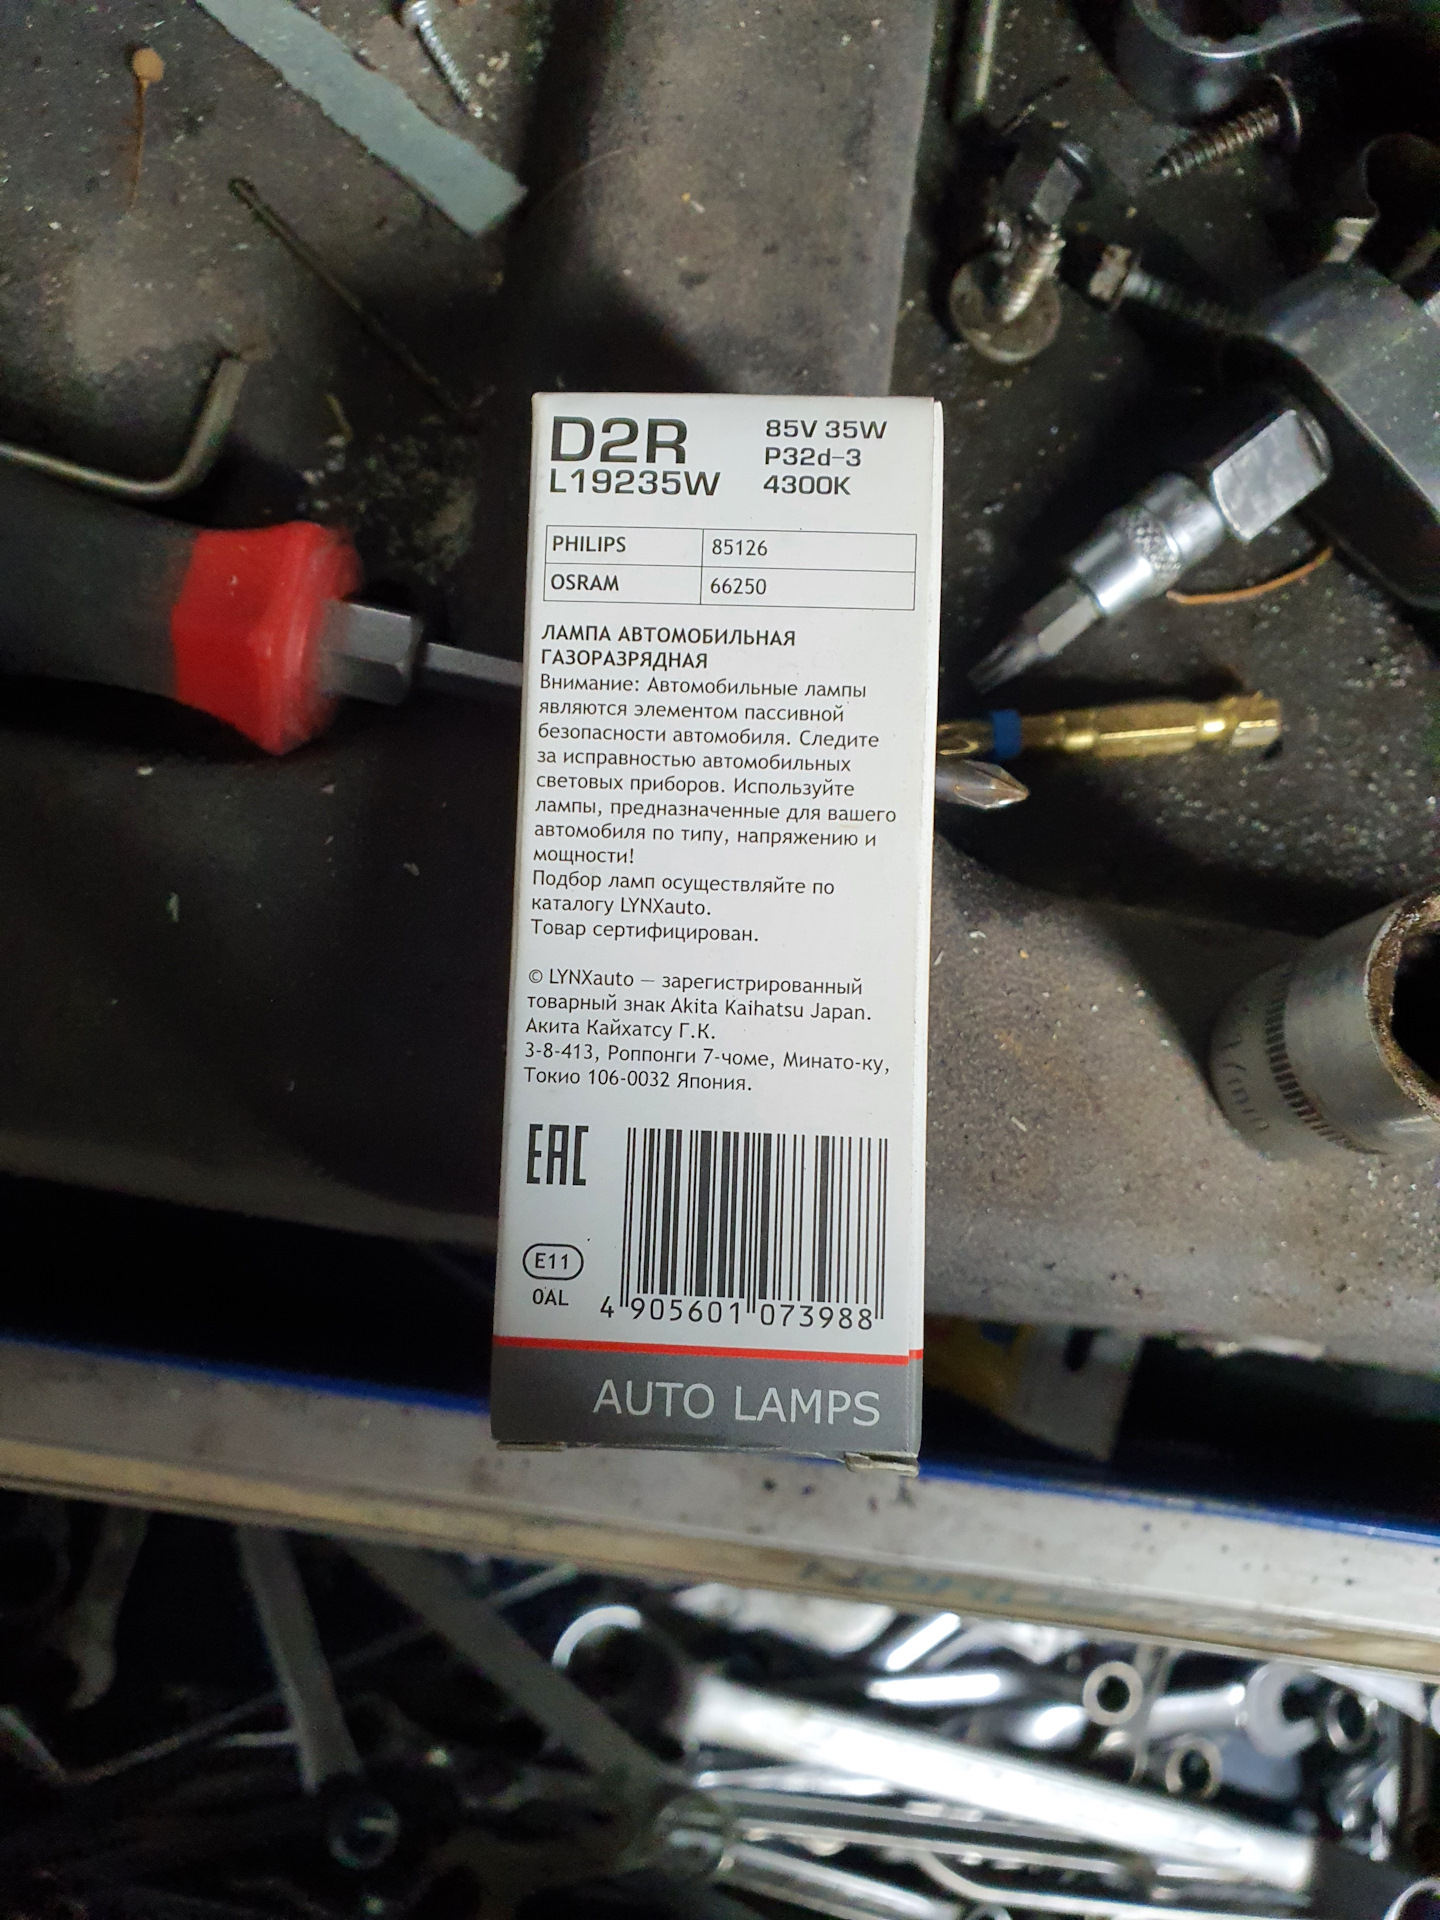 D2R
L19235W
85V 35W
P32d-3
4300K
PHILIPS 85126
OSRAM 66250
ЛАМПА АВТОМОБИЛЬНАЯ
ГАЗОРАЗРЯДНАЯ
Внимание: Автомобильные лампы
являются элементом пассивной
безопасности автомобиля. Следите
за исправностью автомобильных
световых приборов. Используйте
лампы, предназначенные для вашего
автомобиля по типу, напряжению и
мощности!
Подбор ламп осуществляйте по
каталогу LYNXauto.
Товар сертифицирован.
© LYNXauto — зарегистрированный
товарный знак Akita Kaihatsu Japan.
Акита Кайхатсу Г.К.
3-8-413, Роппонги 7-чоме, Минато-ку,
Токио 106-0032 Япония.
EAC
E11
0AL
4 905601 073988
AUTO LAMPS